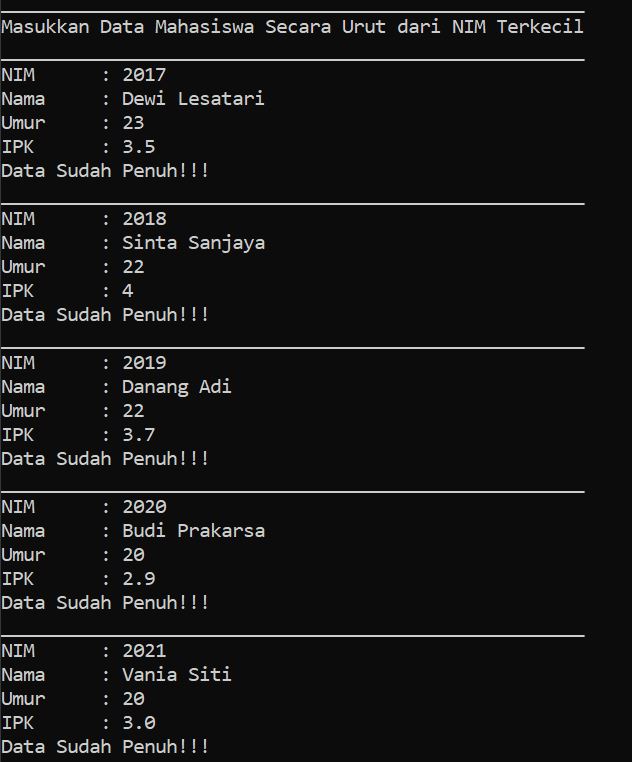 Masukkan Data Mahasiswa Secara Urut dari NIM Terkecil
NIM : 2017
Nama : Dewi Lesatari
Umur : 23
IPK : 3.5
Data Sudah Penuh!!!
NIM : 2018
Nama : Sinta Sanjaya
Umur : 22
IPK : 4
Data Sudah Penuh!!!
NIM : 2019
Nama : Danang Adi
Umur : 22
IPK : 3.7
Data Sudah Penuh!!!
NIM : 2020
Nama : Budi Prakarsa
Umur : 20
IPK : 2.9
Data Sudah Penuh!!!
NIM : 2021
Nama : Vania Siti
Umur : 20
IPK : 3.0
Data Sudah Penuh!!!